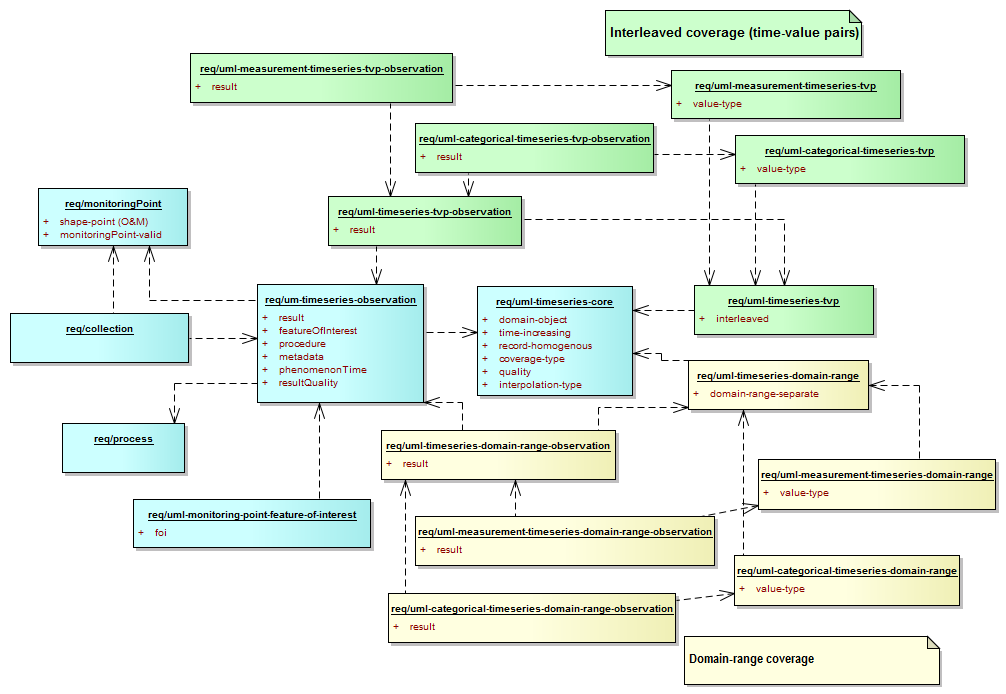 Interleaved coverage (time-value pairs)
req/uml-measurement-timeseries-tvp-observation
+ result
req/uml-measurement-timeseries-tvp
+ value-type
req/uml-categorical-timeseries-tvp-observation
+ result
req/uml-categorical-timeseries-tvp
+ value-type
req/monitoringPoint
+ shape-point (O&M)
+ monitoringPoint-valid
req/uml-timeseries-tvp-observation
+ result
req/collection
req/um-timeseries-observation
+ result
+ featureOfInterest
+ procedure
+ metadata
+ phenomenonTime
+ resultQuality
req/uml-timeseries-core
+ domain-object
+ time-increasing
+ record-homogenous
+ coverage-type
+ quality
+ interpolation-type
req/uml-timeseries-tvp
+ interleaved
req/uml-timeseries-domain-range
+ domain-range-separate
req/process
req/uml-timeseries-domain-range-observation
+ result
req/uml-measurement-timeseries-domain-range
+ value-type
req/uml-monitoring-point-feature-of-interest
+ foi
req/uml-measurement-timeseries-domain-range-observation
+ result
req/uml-categorical-timeseries-domain-range
+ value-type
req/uml-categorical-timeseries-domain-range-observation
+ result
Domain-range coverage